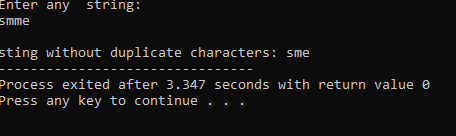 Enter any  string:
smme
sting without duplicate characters: sme
--------------------------------
Process exited after 3.347 seconds with return value 0
Press any key to continue . . .